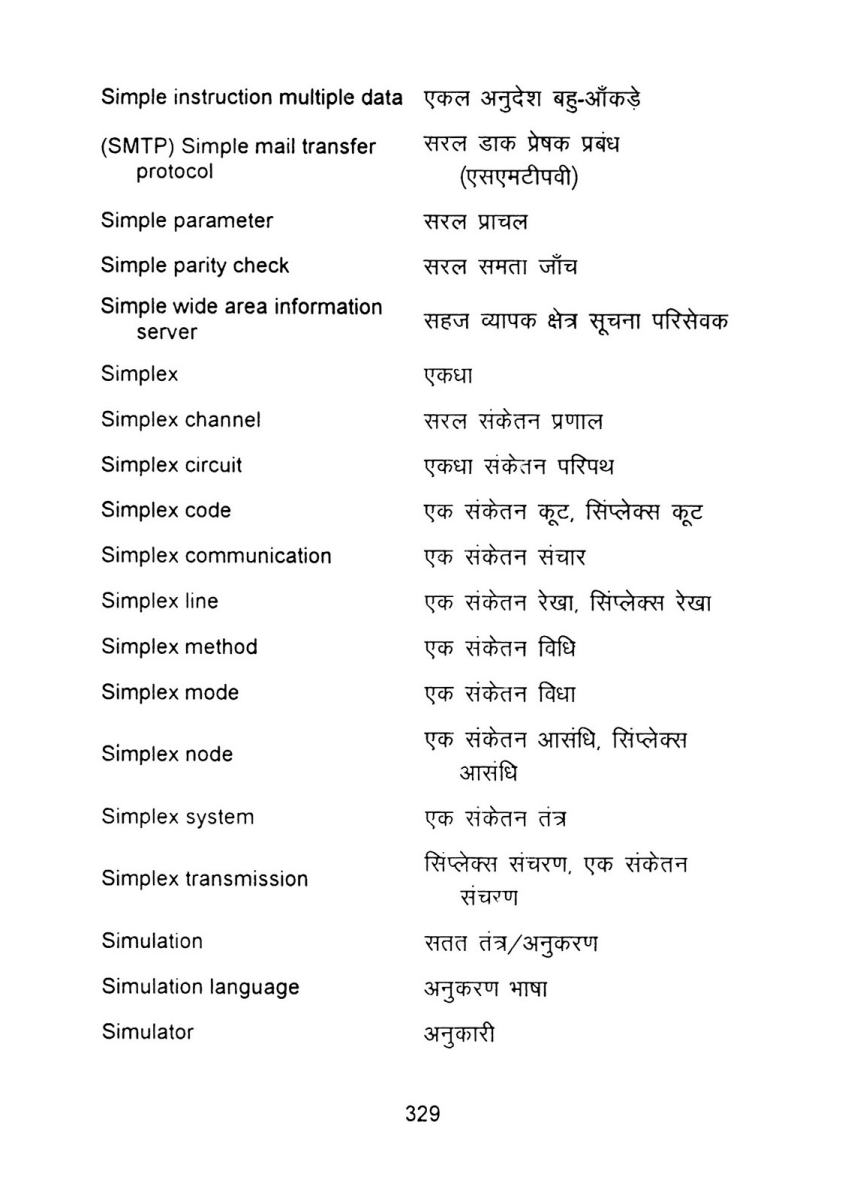 Simple instruction multiple data एकल अनुदेश बहु-आँकड़े
(SMTP) Simple mail transfer protocol सरल डाक प्रेषक प्रबंध (एसएमटीपवी)
Simple parameter सरल प्राचल
Simple parity check सरल समता जाँच
Simple wide area information server सहज व्यापक क्षेत्र सूचना परिसेवक
Simplex एकधा
Simplex channel सरल संकेतन प्रणाल
Simplex circuit एकधा संकेतन परिपथ
Simplex code एक संकेतन कूट, सिंप्लेक्स कूट
Simplex communication एक संकेतन संचार
Simplex line एक संकेतन रेखा, सिंप्लेक्स रेखा
Simplex method एक संकेतन विधि
Simplex mode एक संकेतन विधा
Simplex node एक संकेतन आसंधि, सिंप्लेक्स आसंधि
Simplex system एक संकेतन तंत्र
Simplex transmission सिंप्लेक्स संचरण, एक संकेतन संचरण
Simulation सतत तंत्र/अनुकरण
Simulation language अनुकरण भाषा
Simulator अनुकारी
329